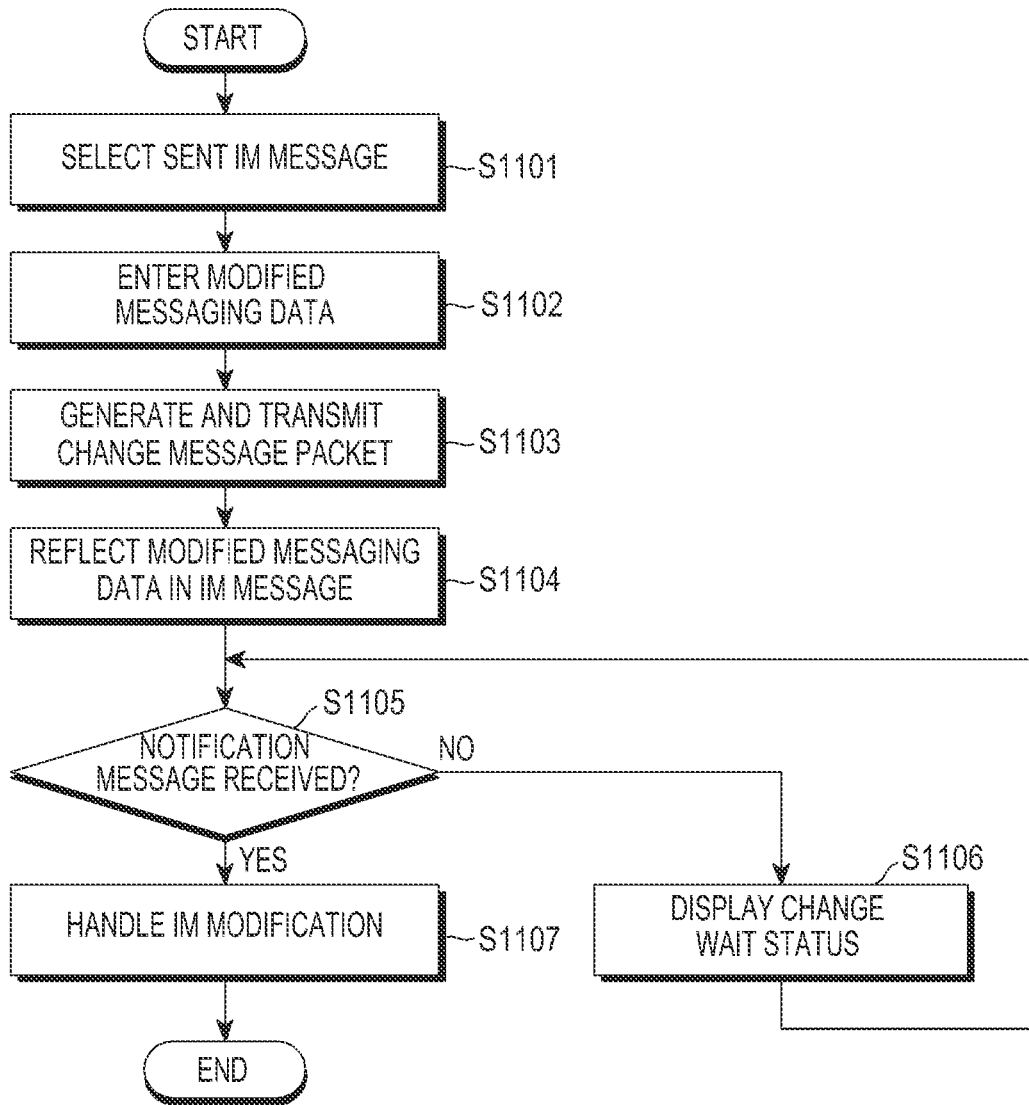 START
SELECT SENT IM MESSAGE
S1101
ENTER MODIFIED
MESSAGING DATA
S1102
GENERATE AND TRANSMIT
CHANGE MESSAGE PACKET
S1103
REFLECT MODIFIED MESSAGING
DATA IN IM MESSAGE
S1104
S1105
NOTIFICATION
MESSAGE RECEIVED?
NO
YES
S1106
DISPLAY CHANGE
WAIT STATUS
HANDLE IM MODIFICATION
S1107
END